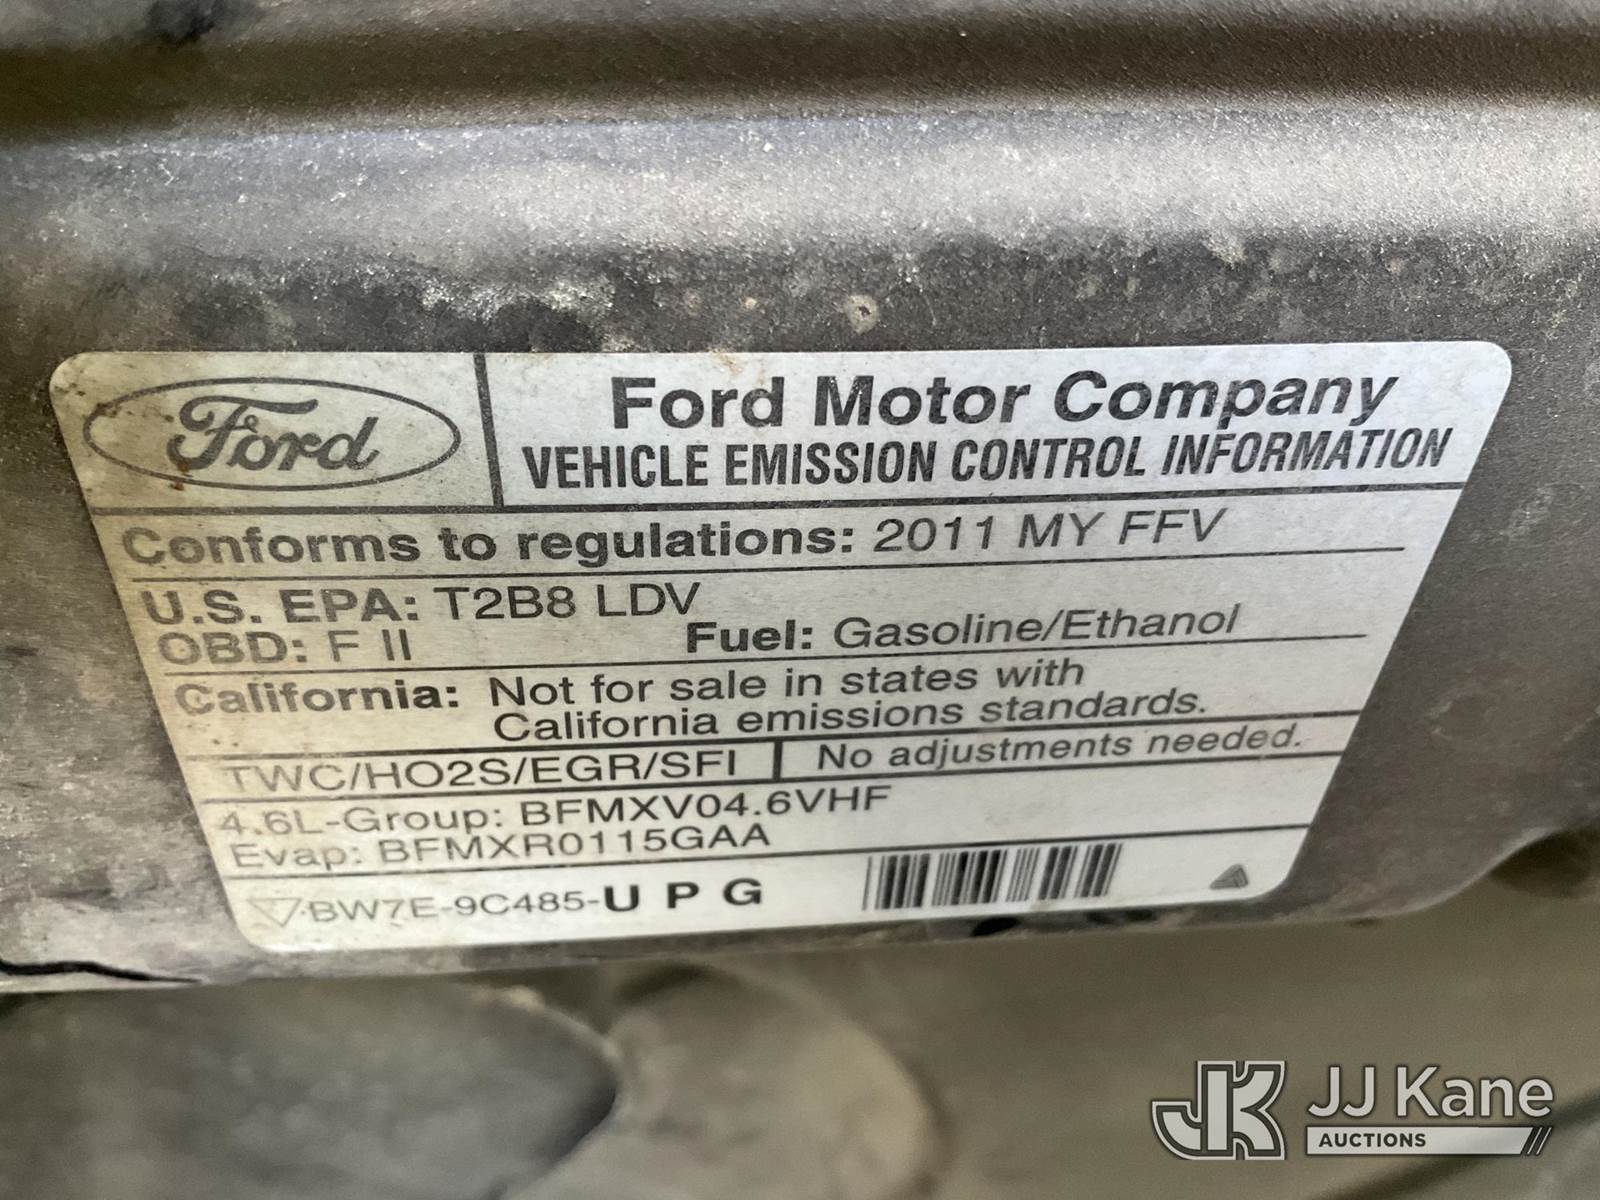 Ford
Ford Motor Company
VEHICLE EMISSION CONTROL INFORMATION
Conforms to regulations: 2011 MY FFV
U.S. EPA: T2B8 LDV
OBD: F II Fuel: Gasoline/Ethanol
California: Not for sale in states with
California emissions standards.
TWC/HO2S/EGR/SFI No adjustments needed.
4.6L-Group: BFMXV04.6VHF
Evap: BFMXR0115GAA
BW7E-9C485-U P G
JK JJ Kane
AUCTIONS